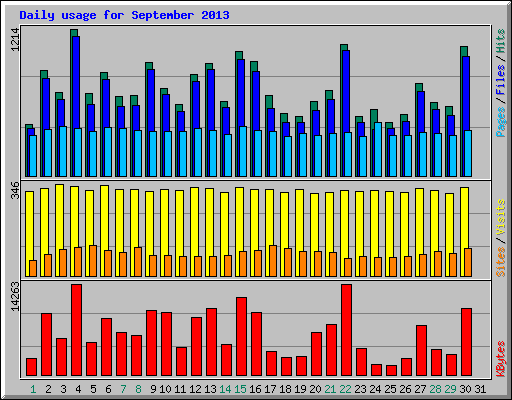 Daily usage for September 2013
1214
Pages / Files / Hits
346
Sites / Visits
14263
KBytes
1 2 3 4 5 6 7 8 9 10 11 12 13 14 15 16 17 18 19 20 21 22 23 24 25 26 27 28 29 30 31